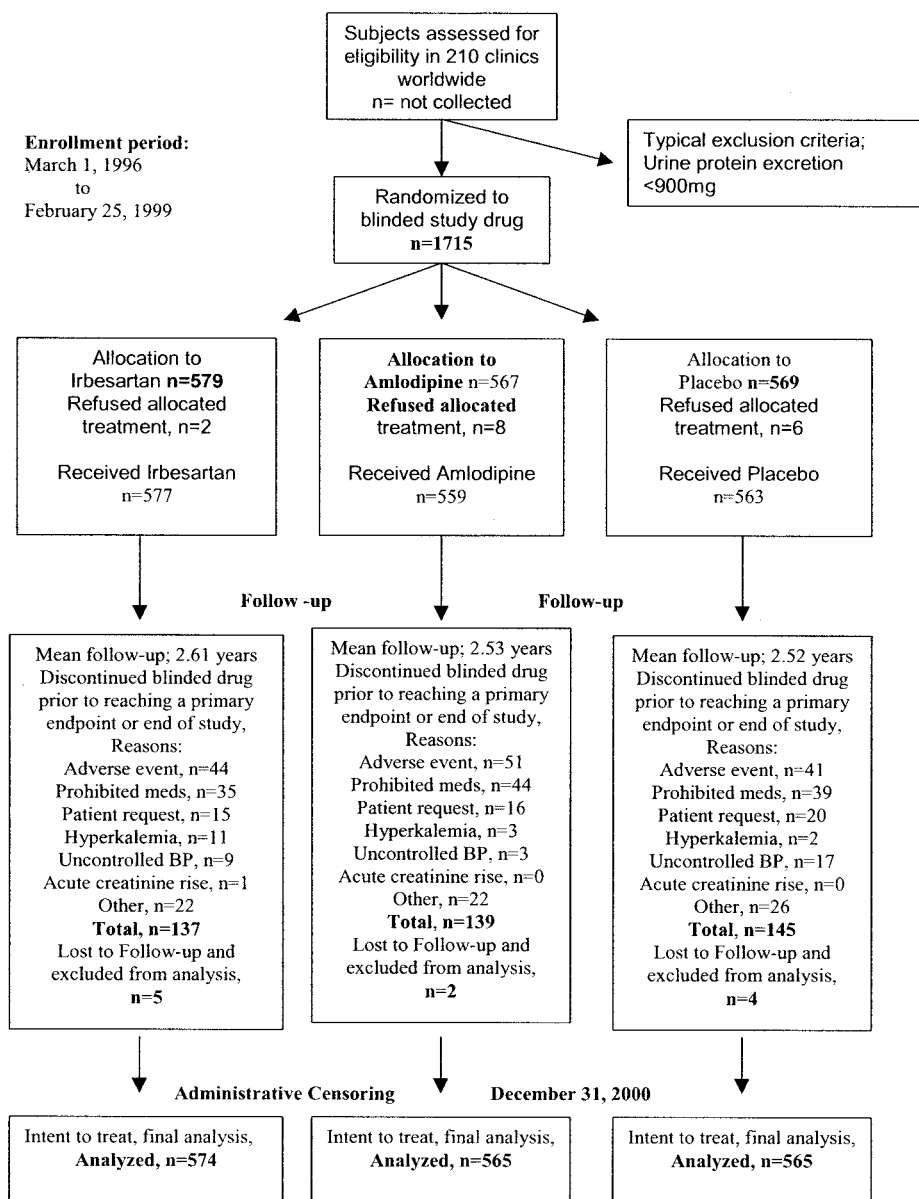 Subjects assessed for
eligibility in 210 clinics
worldwide
n= not collected
Enrollment period:
March 1, 1996
to
February 25, 1999
Typical exclusion criteria;
Urine protein excretion
<900mg
Randomized to
blinded study drug
n=1715
Allocation to
Irbesartan n=579
Refused allocated
treatment, n=2
Received Irbesartan
n=577
Allocation to
Amlodipine n=567
Refused allocated
treatment, n=8
Received Amlodipine
n=559
Allocation to
Placebo n=569
Refused allocated
treatment, n=6
Received Placebo
n=563
Follow -up
Follow-up
Mean follow-up; 2.61 years
Discontinued blinded drug
prior to reaching a primary
endpoint or end of study,
Reasons:
Adverse event, n=44
Prohibited meds, n=35
Patient request, n=15
Hyperkalemia, n=11
Uncontrolled BP, n=9
Acute creatinine rise, n=1
Other, n=22
Total, n=137
Lost to Follow-up and
excluded from analysis,
n=5
Mean follow-up; 2.53 years
Discontinued blinded drug
prior to reaching a primary
endpoint or end of study,
Reasons:
Adverse event, n=51
Prohibited meds, n=44
Patient request, n=16
Hyperkalemia, n=3
Uncontrolled BP, n=3
Acute creatinine rise, n=0
Other, n=22
Total, n=139
Lost to Follow-up and
excluded from analysis,
n=2
Mean follow-up; 2.52 years
Discontinued blinded drug
prior to reaching a primary
endpoint or end of study,
Reasons:
Adverse event, n=41
Prohibited meds, n=39
Patient request, n=20
Hyperkalemia, n=2
Uncontrolled BP, n=17
Acute creatinine rise, n=0
Other, n=26
Total, n=145
Lost to Follow-up and
excluded from analysis,
n=4
Administrative Censoring
December 31, 2000
Intent to treat, final analysis,
Analyzed, n=574
Intent to treat, final analysis,
Analyzed, n=565
Intent to treat, final analysis,
Analyzed, n=565